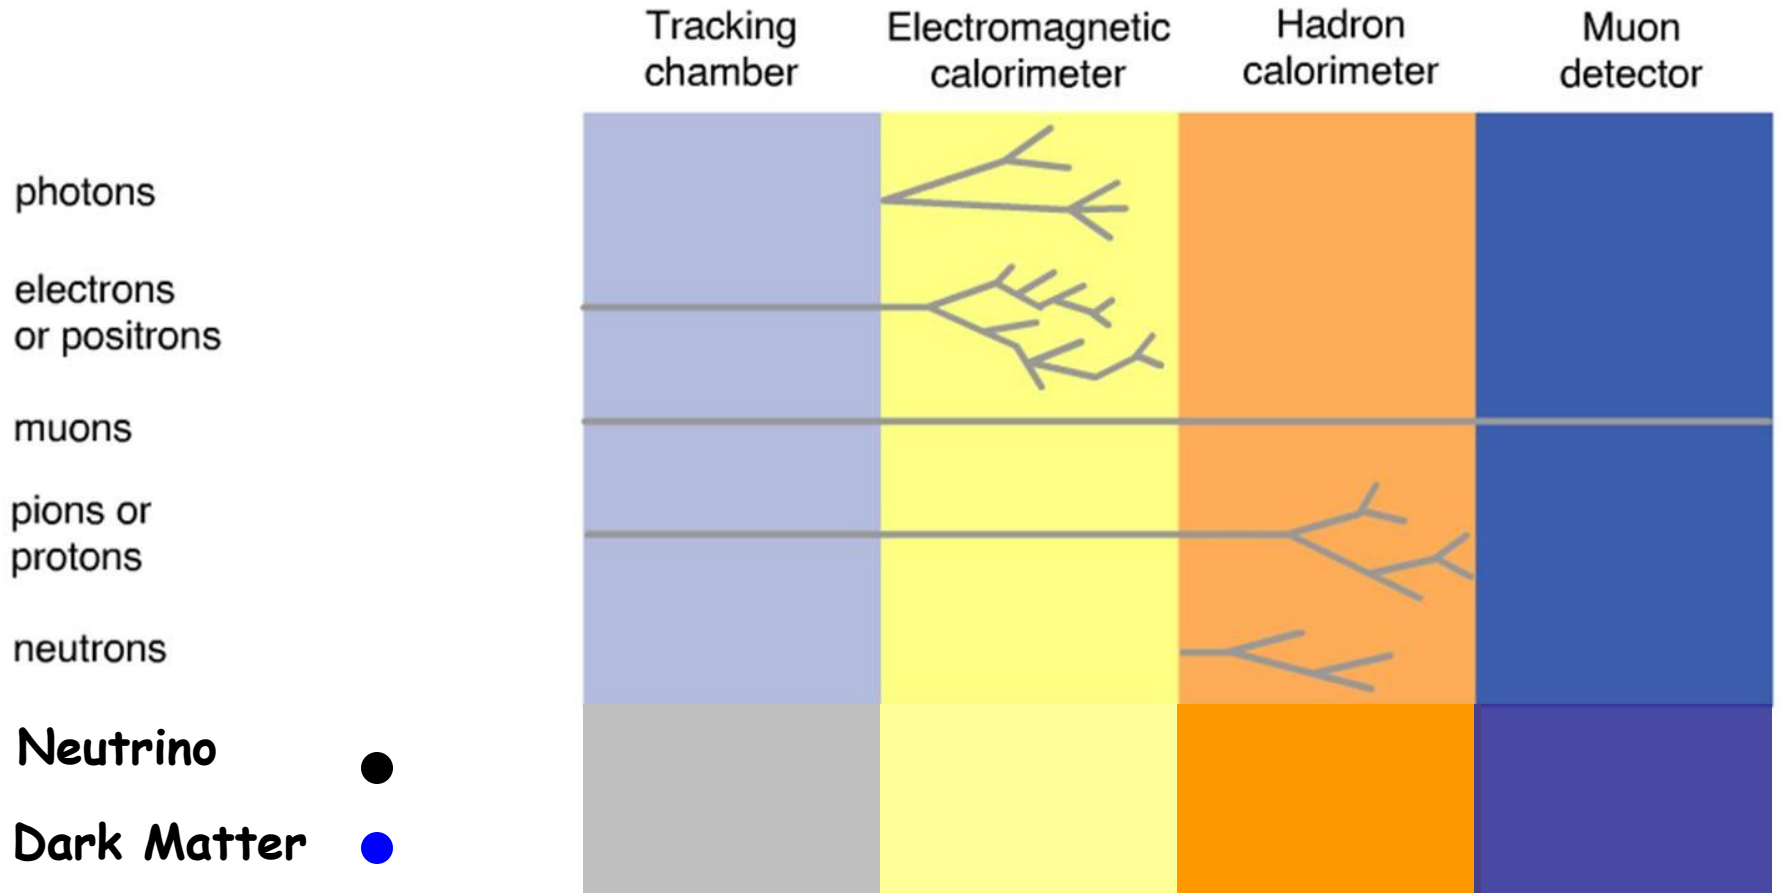 Tracking
chamber
Electromagnetic
calorimeter
Hadron
calorimeter
Muon
detector
photons
electrons
or positrons
muons
pions or
protons
neutrons
Neutrino
Dark Matter